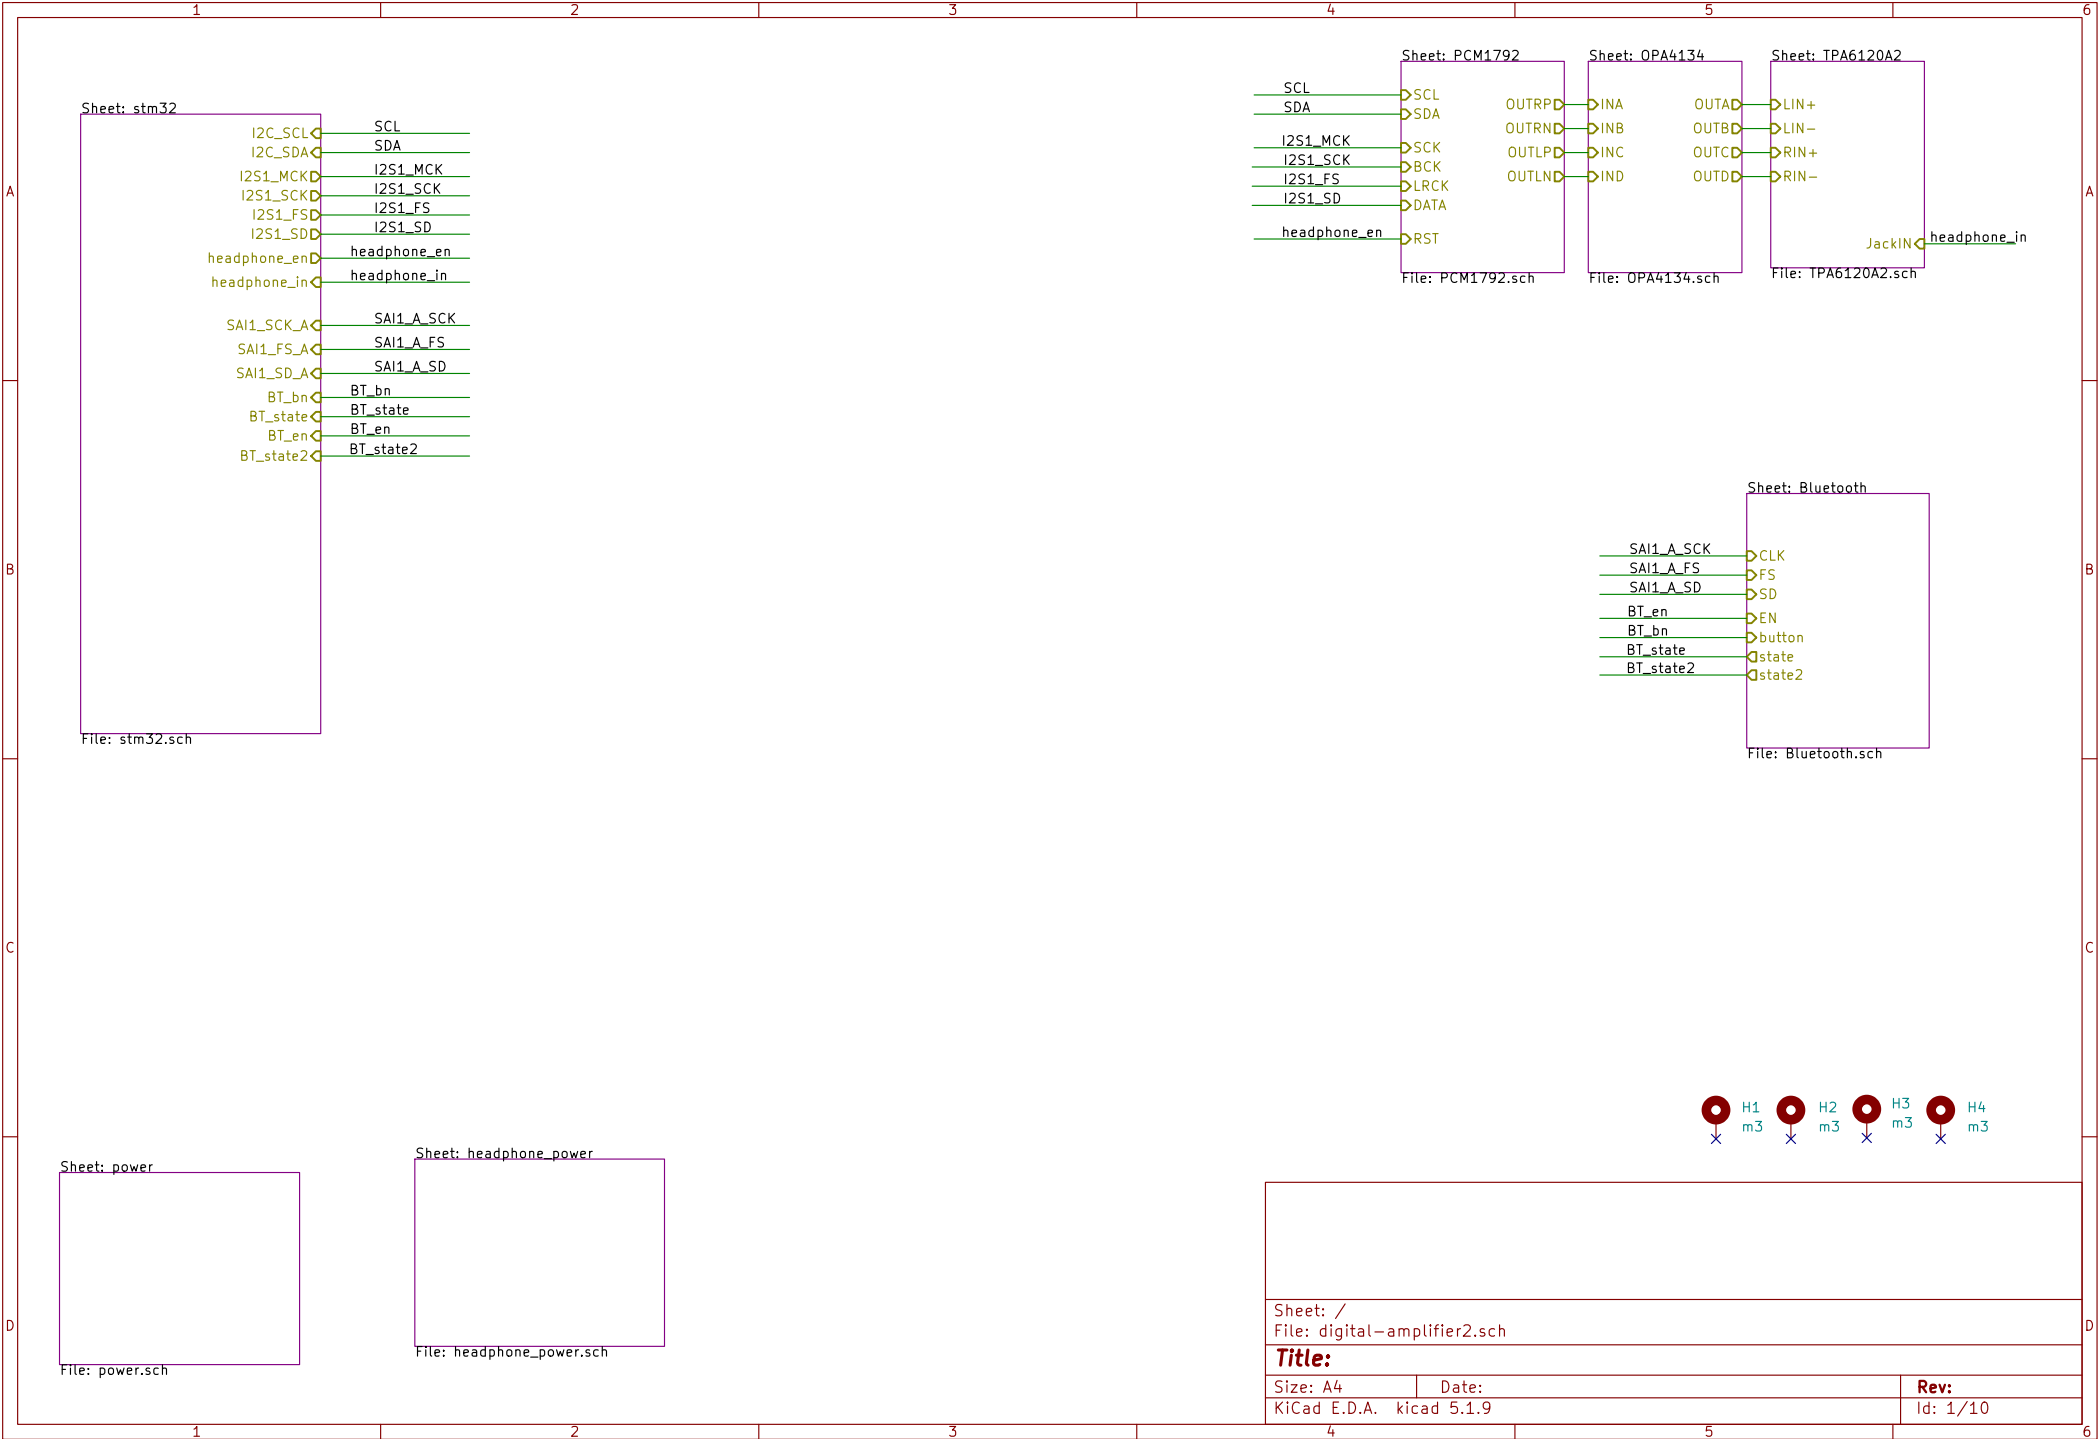 1 2 3 4 5 6
A
B
C
D
Sheet: stm32
I2C_SCL SCL
I2C_SDA SDA
I2S1_MCK I2S1_MCK
I2S1_SCK I2S1_SCK
I2S1_FS I2S1_FS
I2S1_SD I2S1_SD
headphone_en headphone_en
headphone_in headphone_in
SAI1_SCK_A SAI1_A_SCK
SAI1_FS_A SAI1_A_FS
SAI1_SD_A SAI1_A_SD
BT_bn BT_bn
BT_state BT_state
BT_en BT_en
BT_state2 BT_state2
File: stm32.sch
Sheet: PCM1792
SCL SCL
SDA SDA
I2S1_MCK SCK
I2S1_SCK BCK
I2S1_FS LRCK
I2S1_SD DATA
headphone_en RST
OUTRP
OUTRN
OUTLP
OUTLN
File: PCM1792.sch
Sheet: OPA4134
INA OUTA
INB OUTB
INC OUTC
IND OUTD
File: OPA4134.sch
Sheet: TPA6120A2
LIN+
LIN-
RIN+
RIN-
JackIN headphone_in
File: TPA6120A2.sch
Sheet: Bluetooth
SAI1_A_SCK CLK
SAI1_A_FS FS
SAI1_A_SD SD
BT_en EN
BT_bn button
BT_state state
BT_state2 state2
File: Bluetooth.sch
H1
m3
H2
m3
H3
m3
H4
m3
Sheet: power
File: power.sch
Sheet: headphone_power
File: headphone_power.sch
Sheet: /
File: digital-amplifier2.sch
Title:
Size: A4 Date: Rev:
KiCad E.D.A. kicad 5.1.9 Id: 1/10
A
B
C
D
1 2 3 4 5 6